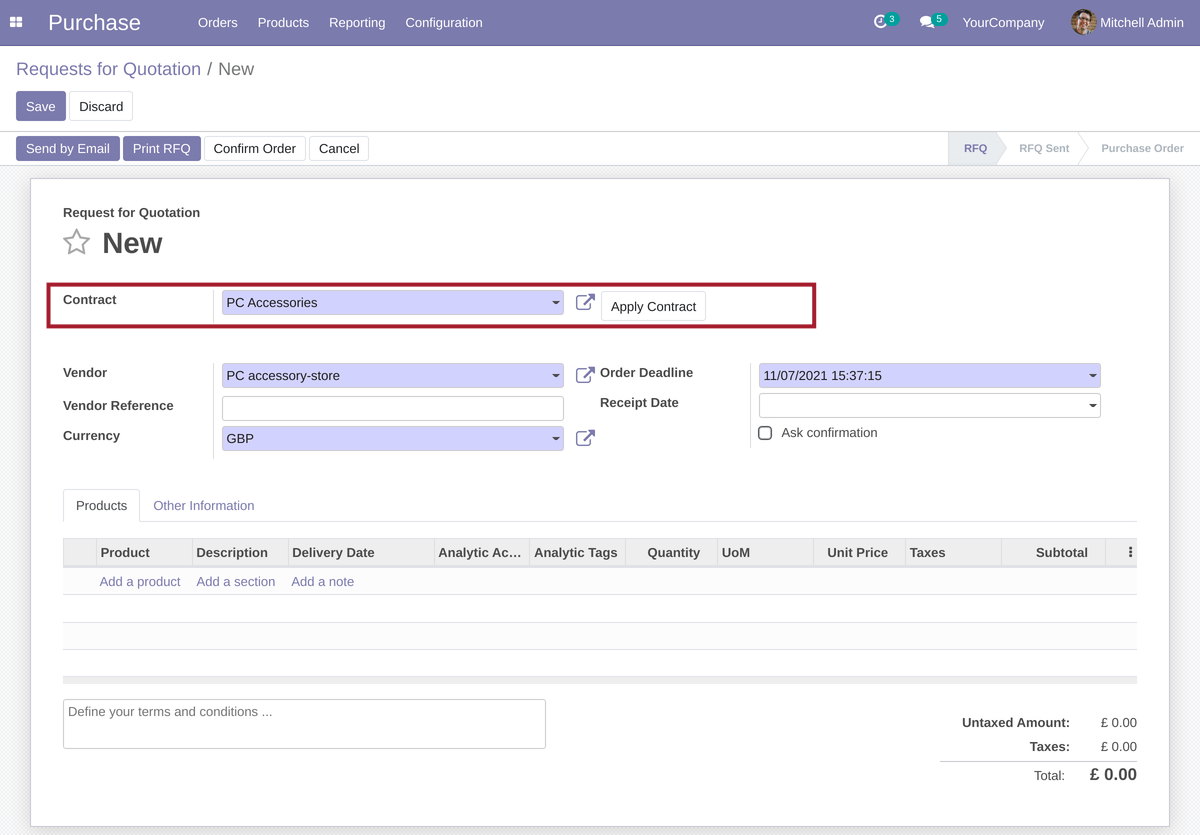 Purchase Orders Products Reporting Configuration 3 5 YourCompany Mitchell Admin
Requests for Quotation / New
Save Discard
Send by Email Print RFQ Confirm Order Cancel RFQ RFQ Sent Purchase Order
Request for Quotation
New
Contract PC Accessories Apply Contract
Vendor PC accessory-store Order Deadline 11/07/2021 15:37:15
Vendor Reference Receipt Date
Currency GBP Ask confirmation
Products Other Information
Product Description Delivery Date Analytic Ac... Analytic Tags Quantity UoM Unit Price Taxes Subtotal
Add a product Add a section Add a note
Define your terms and conditions ...
Untaxed Amount: £ 0.00
Taxes: £ 0.00
Total: £ 0.00